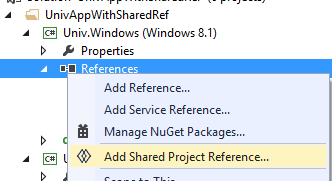 UnivAppWithSharedRef
Univ.Windows (Windows 8.1)
Properties
References
Add Reference...
Add Service Reference...
Manage NuGet Packages...
Add Shared Project Reference...